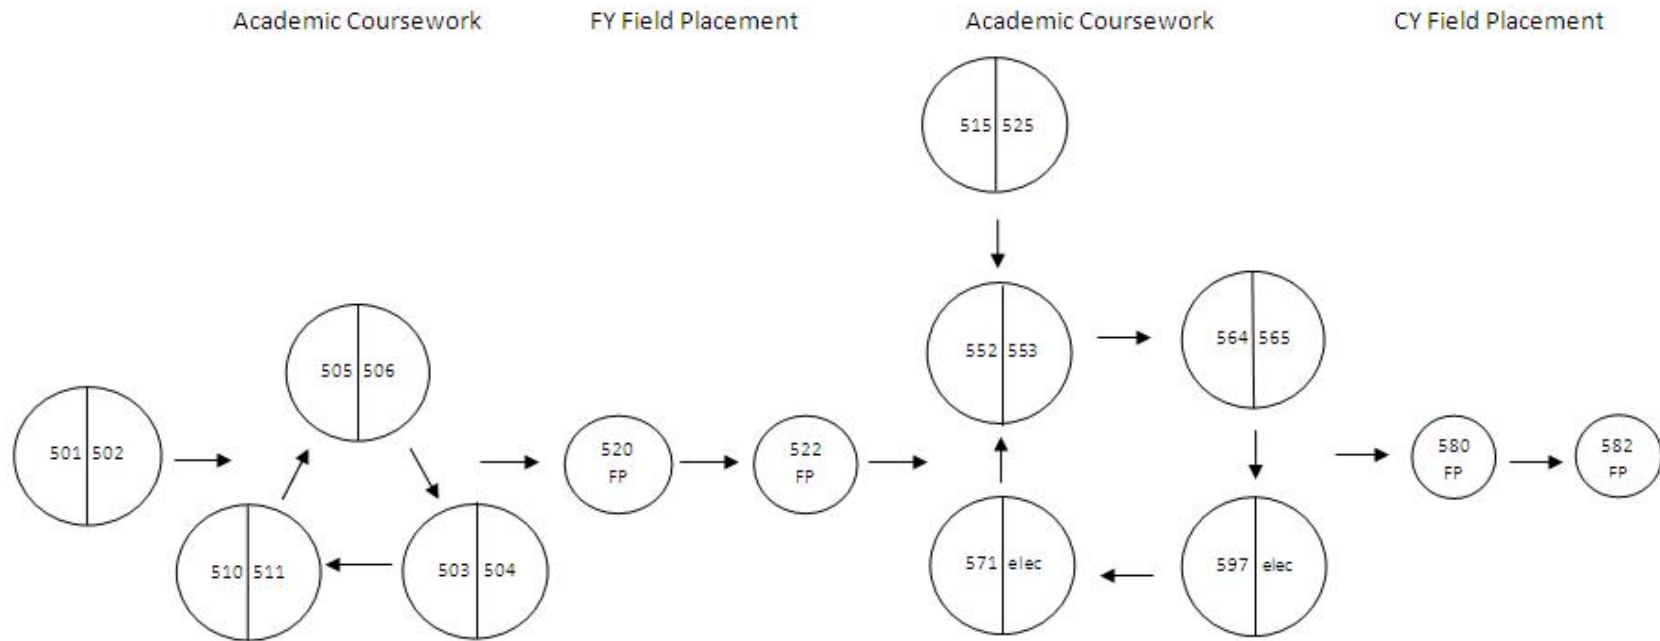 Academic Coursework
FY Field Placement
Academic Coursework
CY Field Placement
515 525
505 506
552 553
564 565
501 502
520
FP
522
FP
580
FP
582
FP
510 511
503 504
571 elec
597 elec